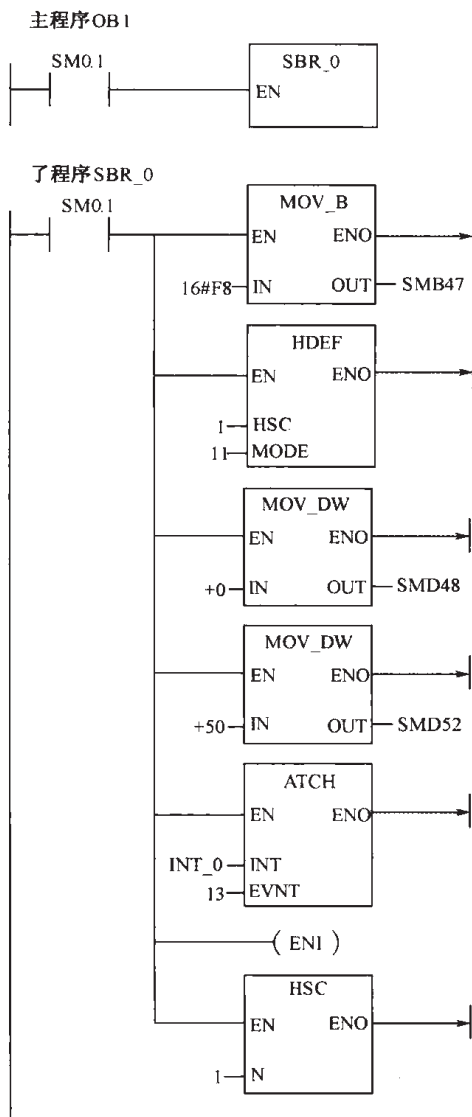 主程序OB1
SM0.1
SBR_0
EN
了程序SBR_0
SM0.1
MOV_B
EN ENO
16#F8 IN OUT SMB47
HDEF
EN ENO
1 HSC
11 MODE
MOV_DW
EN ENO
+0 IN OUT SMD48
MOV_DW
EN ENO
+50 IN OUT SMD52
ATCH
EN ENO
INT_0 INT
13 EVNT
(ENI)
HSC
EN ENO
1 N